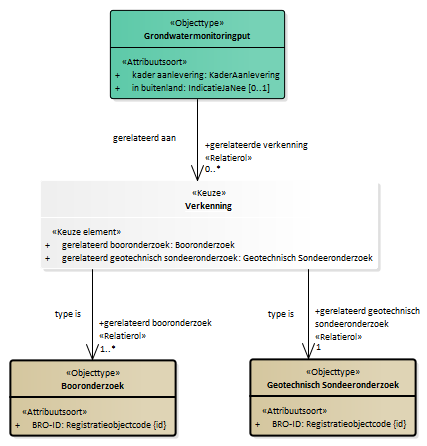 «Objecttype»
Grondwatermonitoringput
«Attribuutsoort»
+ kader aanlevering: KaderAanlevering
+ in buitenland: IndicatieJaNee [0..1]
gerelateerd aan
+gerelateerde verkenning
«Relatierol»
0..*
«Keuze»
Verkenning
«Keuze element»
+ gerelateerd booronderzoek: Booronderzoek
+ gerelateerd geotechnisch sondeeronderzoek: Geotechnisch Sondeeronderzoek
type is
+gerelateerd booronderzoek
«Relatierol»
1..*
type is
+gerelateerd geotechnisch
sondeeronderzoek
«Relatierol»
1
«Objecttype»
Booronderzoek
«Attribuutsoort»
+ BRO-ID: Registratieobjectcode {id}
«Objecttype»
Geotechnisch Sondeeronderzoek
«Attribuutsoort»
+ BRO-ID: Registratieobjectcode {id}